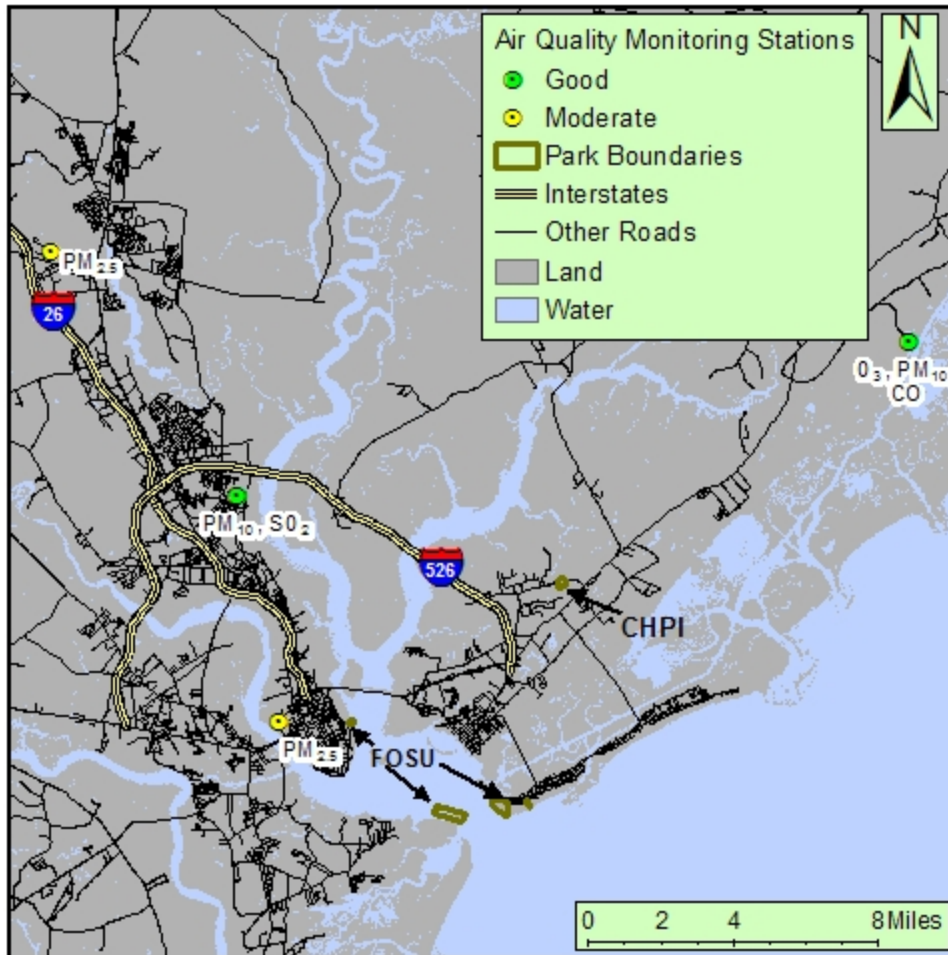 Air Quality Monitoring Stations
Good
Moderate
Park Boundaries
Interstates
Other Roads
Land
Water
N
PM2.5
26
O3, PM10
CO
PM10, SO2
526
CHPI
PM2.5
FOSU
0 2 4 8 Miles